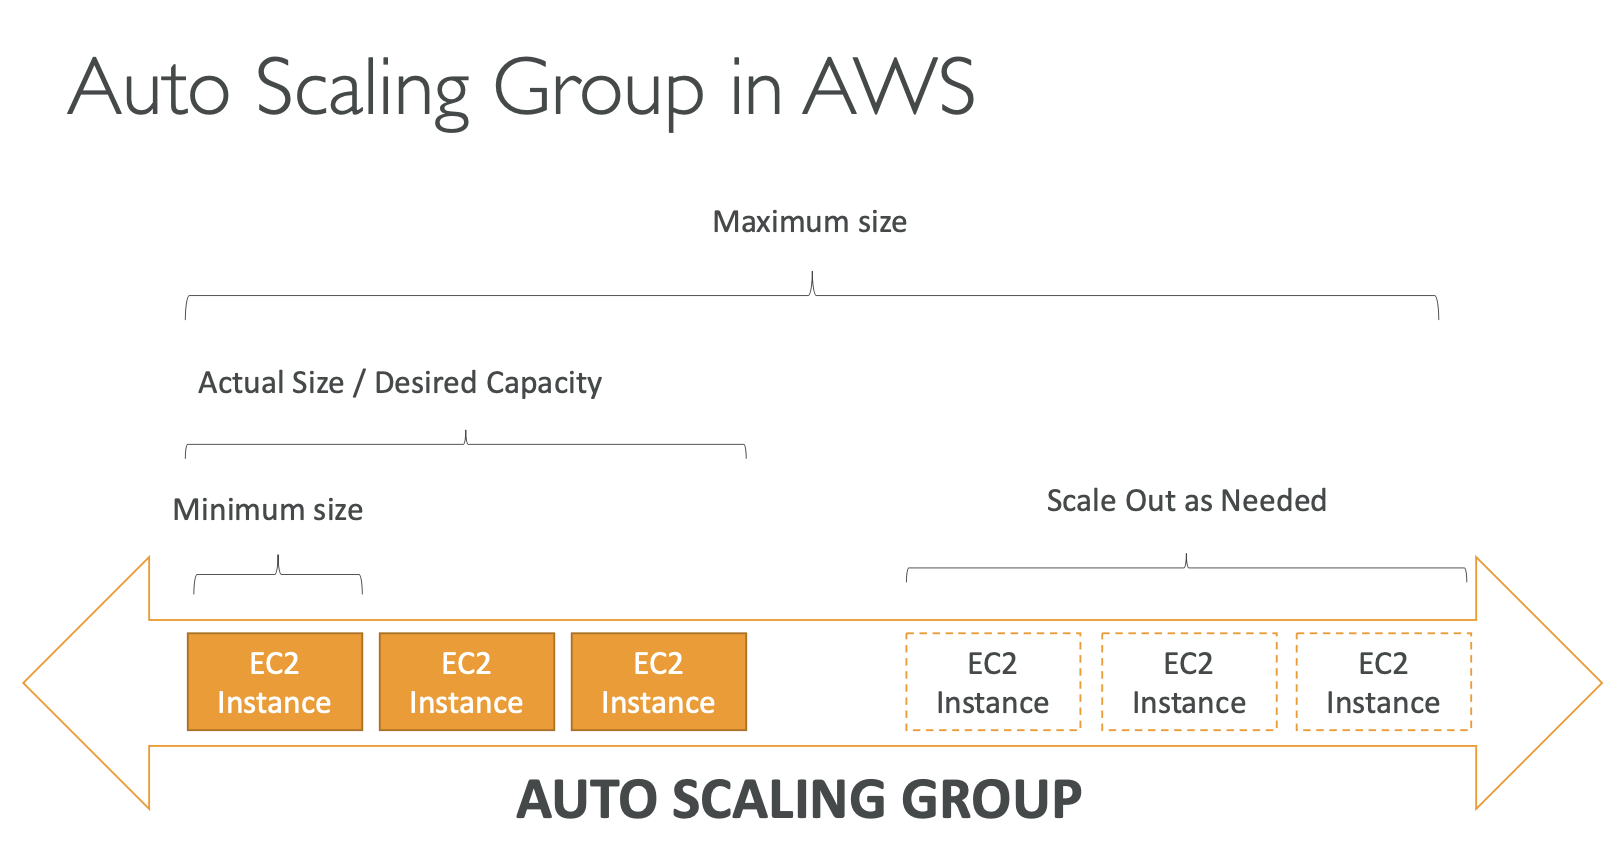 Auto Scaling Group in AWS
Maximum size
Actual Size / Desired Capacity
Minimum size
Scale Out as Needed
EC2
Instance
EC2
Instance
EC2
Instance
EC2
Instance
EC2
Instance
EC2
Instance
AUTO SCALING GROUP